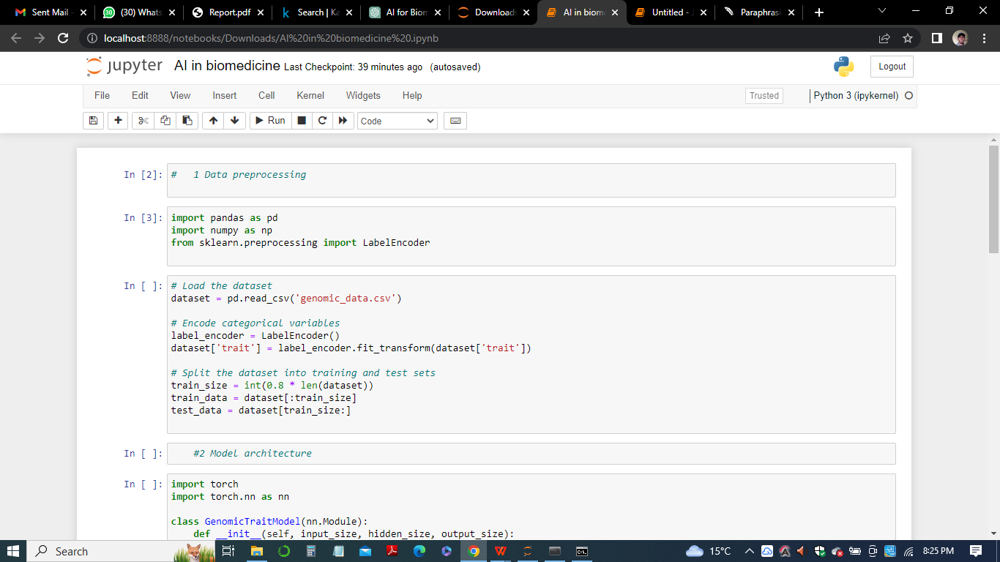 Sent Mail
(30) Whats
Report.pdf
Search | Ka
AI for Biom
Downloads
AI in biom
Untitled - J
Paraphrasi
localhost:8888/notebooks/Downloads/AI%20in%20biomedicine%20.ipynb
jupyter AI in biomedicine Last Checkpoint: 39 minutes ago (autosaved)
Logout
File Edit View Insert Cell Kernel Widgets Help
Trusted
Python 3 (ipykernel)
Run
Code
In [2]: #   1 Data preprocessing
In [3]: import pandas as pd
import numpy as np
from sklearn.preprocessing import LabelEncoder
In [ ]: # Load the dataset
dataset = pd.read_csv('genomic_data.csv')
# Encode categorical variables
label_encoder = LabelEncoder()
dataset['trait'] = label_encoder.fit_transform(dataset['trait'])
# Split the dataset into training and test sets
train_size = int(0.8 * len(dataset))
train_data = dataset[:train_size]
test_data = dataset[train_size:]
In [ ]:     #2 Model architecture
In [ ]: import torch
import torch.nn as nn
class GenomicTraitModel(nn.Module):
    def __init__(self, input_size, hidden_size, output_size):
Search
15°C
8:25 PM